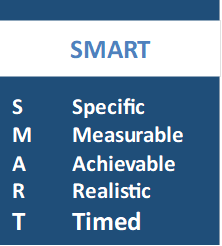 SMART
S Specific
M Measurable
A Achievable
R Realistic
T Timed